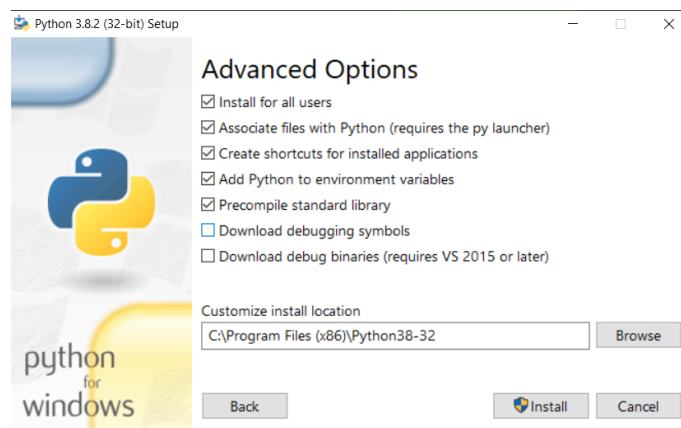 Python 3.8.2 (32-bit) Setup
Advanced Options
Install for all users
Associate files with Python (requires the py launcher)
Create shortcuts for installed applications
Add Python to environment variables
Precompile standard library
Download debugging symbols
Download debug binaries (requires VS 2015 or later)
Customize install location
C:\Program Files (x86)\Python38-32
Browse
python
for
windows
Back
Install
Cancel